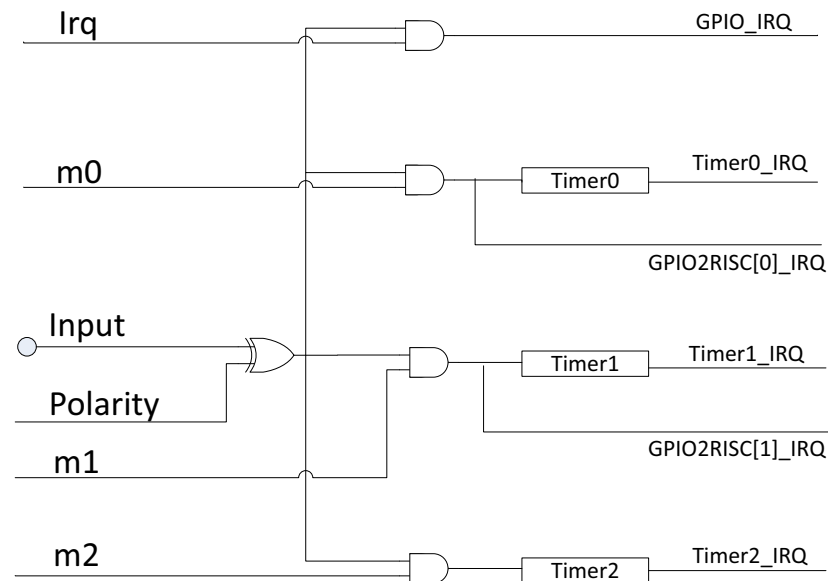 Irq
GPIO_IRQ
m0
Timer0
Timer0_IRQ
GPIO2RISC[0]_IRQ
Input
Timer1
Timer1_IRQ
Polarity
GPIO2RISC[1]_IRQ
m1
m2
Timer2
Timer2_IRQ